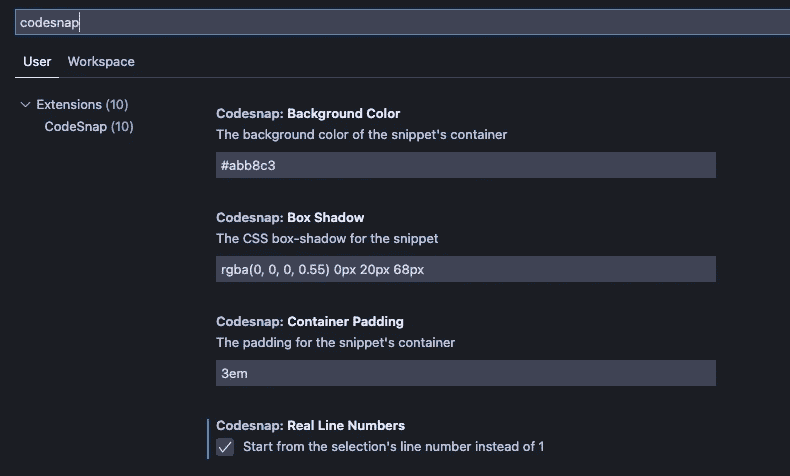 codesnap
User Workspace
Extensions (10)
CodeSnap (10)
Codesnap: Background Color
The background color of the snippet's container
#abb8c3
Codesnap: Box Shadow
The CSS box-shadow for the snippet
rgba(0, 0, 0, 0.55) 0px 20px 68px
Codesnap: Container Padding
The padding for the snippet's container
3em
Codesnap: Real Line Numbers
Start from the selection's line number instead of 1